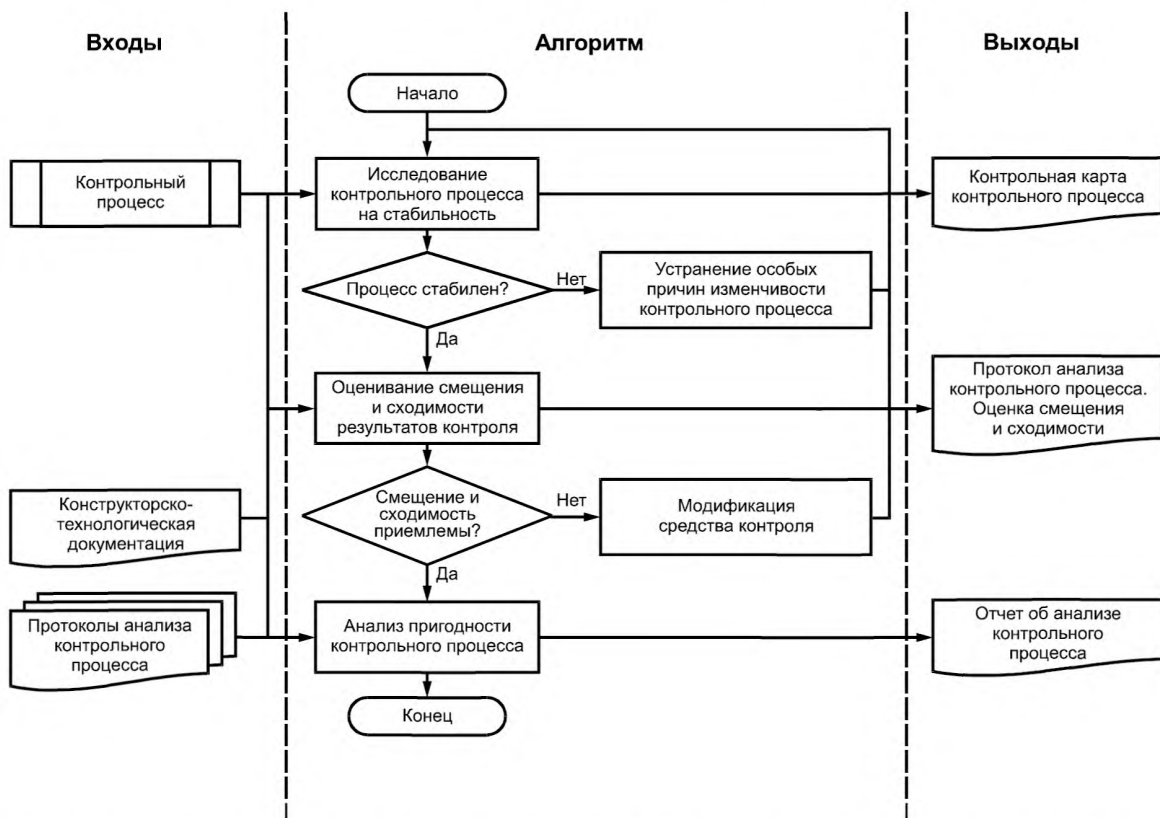 Входы
Алгоритм
Выходы
Начало
Контрольный
процесс
Исследование
контрольного процесса
на стабильность
Контрольная карта
контрольного процесса
Процесс стабилен?
Нет
Устранение особых
причин изменчивости
контрольного процесса
Да
Оценивание смещения
и сходимости
результатов контроля
Протокол анализа
контрольного процесса.
Оценка смещения
и сходимости
Конструкторско-
технологическая
документация
Смещение и
сходимость
приемлемы?
Нет
Модификация
средства контроля
Да
Протоколы анализа
контрольного
процесса
Анализ пригодности
контрольного процесса
Отчет об анализе
контрольного
процесса
Конец